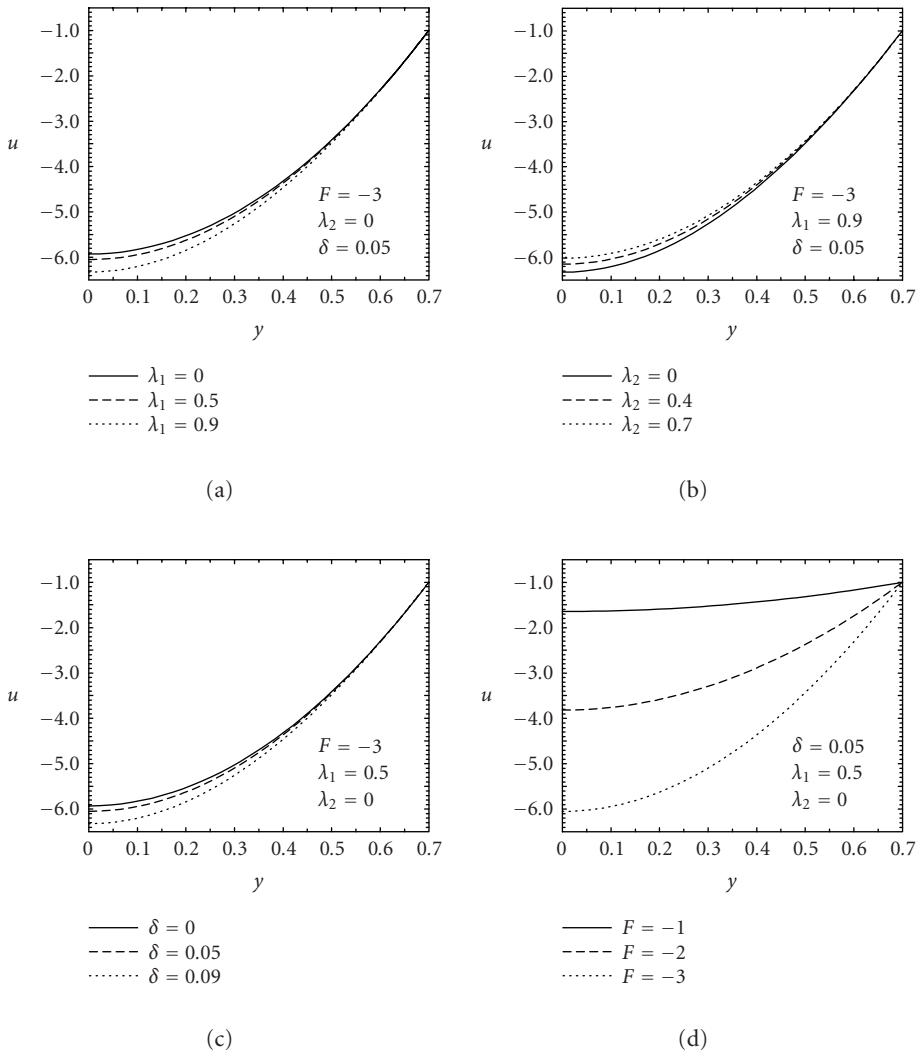 −1.0
−2.0
−3.0
u
−4.0
−5.0
−6.0
F = −3
λ2 = 0
δ = 0.05
0 0.1 0.2 0.3 0.4 0.5 0.6 0.7
y
λ1 = 0
λ1 = 0.5
λ1 = 0.9
(a)
−1.0
−2.0
−3.0
u
−4.0
−5.0
−6.0
F = −3
λ1 = 0.9
δ = 0.05
0 0.1 0.2 0.3 0.4 0.5 0.6 0.7
y
λ2 = 0
λ2 = 0.4
λ2 = 0.7
(b)
−1.0
−2.0
−3.0
u
−4.0
−5.0
−6.0
F = −3
λ1 = 0.5
λ2 = 0
0 0.1 0.2 0.3 0.4 0.5 0.6 0.7
y
δ = 0
δ = 0.05
δ = 0.09
(c)
−1.0
−2.0
−3.0
u
−4.0
−5.0
−6.0
δ = 0.05
λ1 = 0.5
λ2 = 0
0 0.1 0.2 0.3 0.4 0.5 0.6 0.7
y
F = −1
F = −2
F = −3
(d)